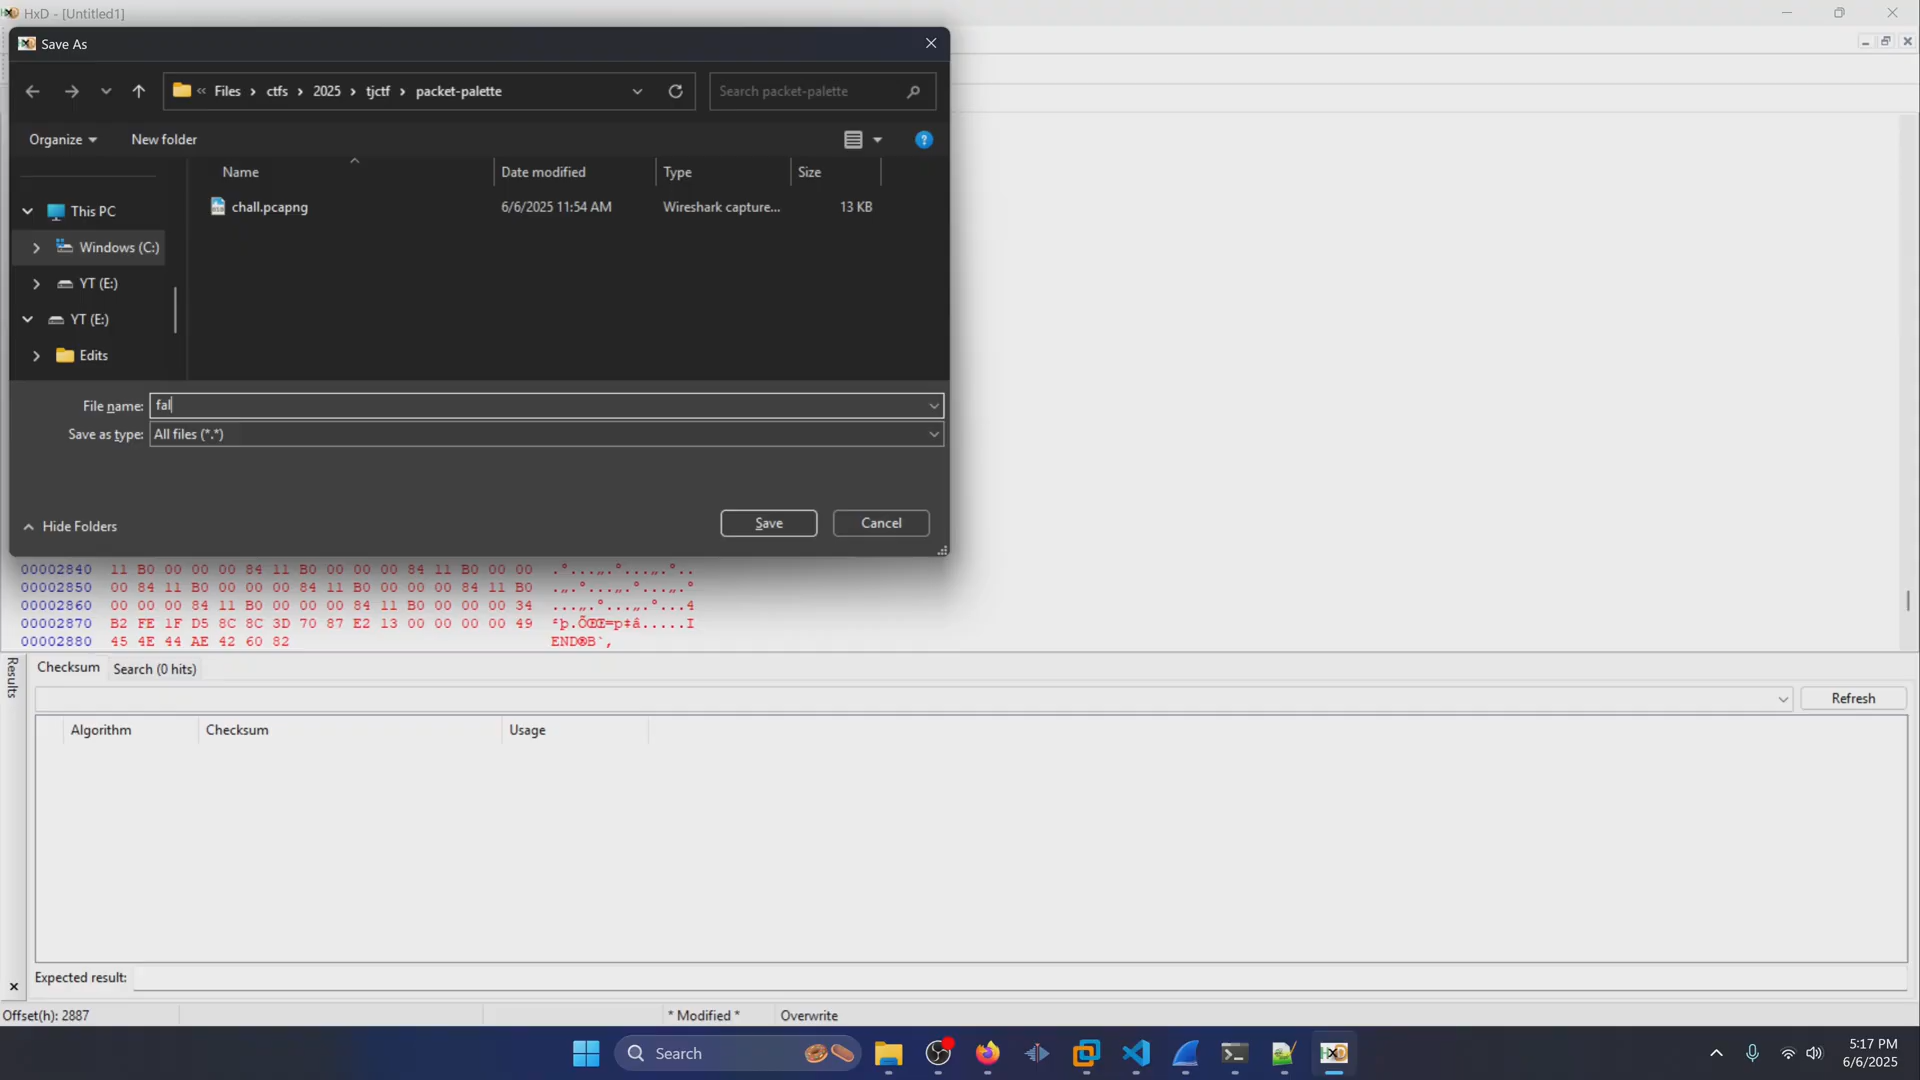 HxD - [Untitled1]
Save As
« Files > ctfs > 2025 > tjctf > packet-palette
Search packet-palette
Organize
New folder
Name
Date modified
Type
Size
chall.pcapng
6/6/2025 11:54 AM
Wireshark capture...
13 KB
This PC
Windows (C:)
YT (E:)
YT (E:)
Edits
File name: fal
Save as type: All files (*.*)
Hide Folders
Save
Cancel
00002840 11 B0 00 00 00 84 11 B0 00 00 00 84 11 B0 00 00 .°...„.°...„.°..
00002850 00 84 11 B0 00 00 00 84 11 B0 00 00 00 84 11 B0 .„.°...„.°...„.°
00002860 00 00 00 84 11 B0 00 00 00 84 11 B0 00 00 00 34 ...„.°...„.°...4
00002870 B2 FE 1F D5 8C 8C 3D 70 87 E2 13 00 00 00 00 49 ²þ.ÕŒŒ=p‡â.....I
00002880 45 4E 44 AE 42 60 82 END®B`‚
Results
Checksum
Search (0 hits)
Refresh
Algorithm
Checksum
Usage
Expected result:
Offset(h): 2887
* Modified *
Overwrite
Search
5:17 PM
6/6/2025